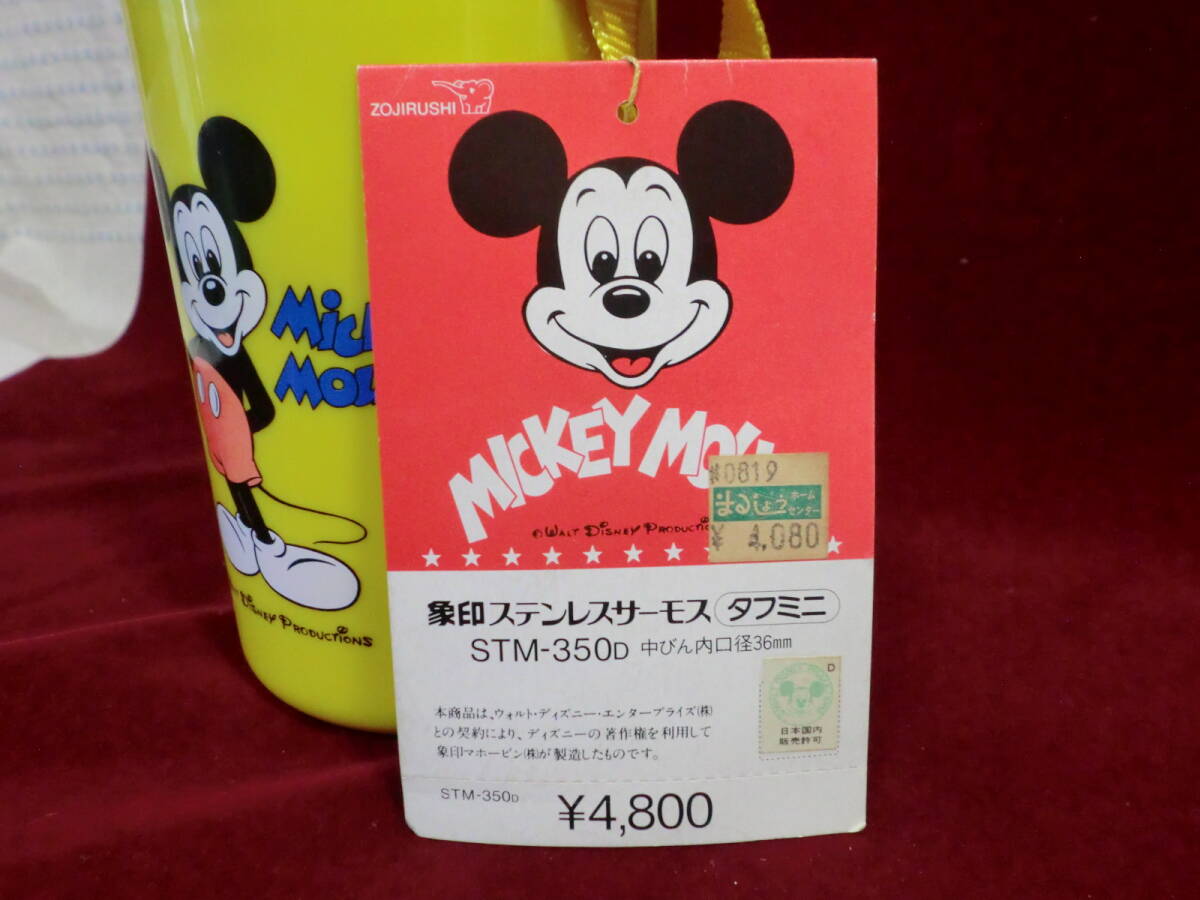 ZOJIRUSHI
MICKEY MOU
© WALT DISNEY PRODUCTIO
#0819
まるしょう ホームセンター
¥ 4,080
象印ステンレスサーモス タフミニ
STM-350D 中びん内口径36mm
本商品は、ウォルト・ディズニー・エンタープライズ(株)
との契約により、ディズニーの著作権を利用して
象印マホービン(株)が製造したものです。
D
日本国内
販売許可
STM-350D
¥4,800
Mic
Mou
DISNEY PRODUCTIONS